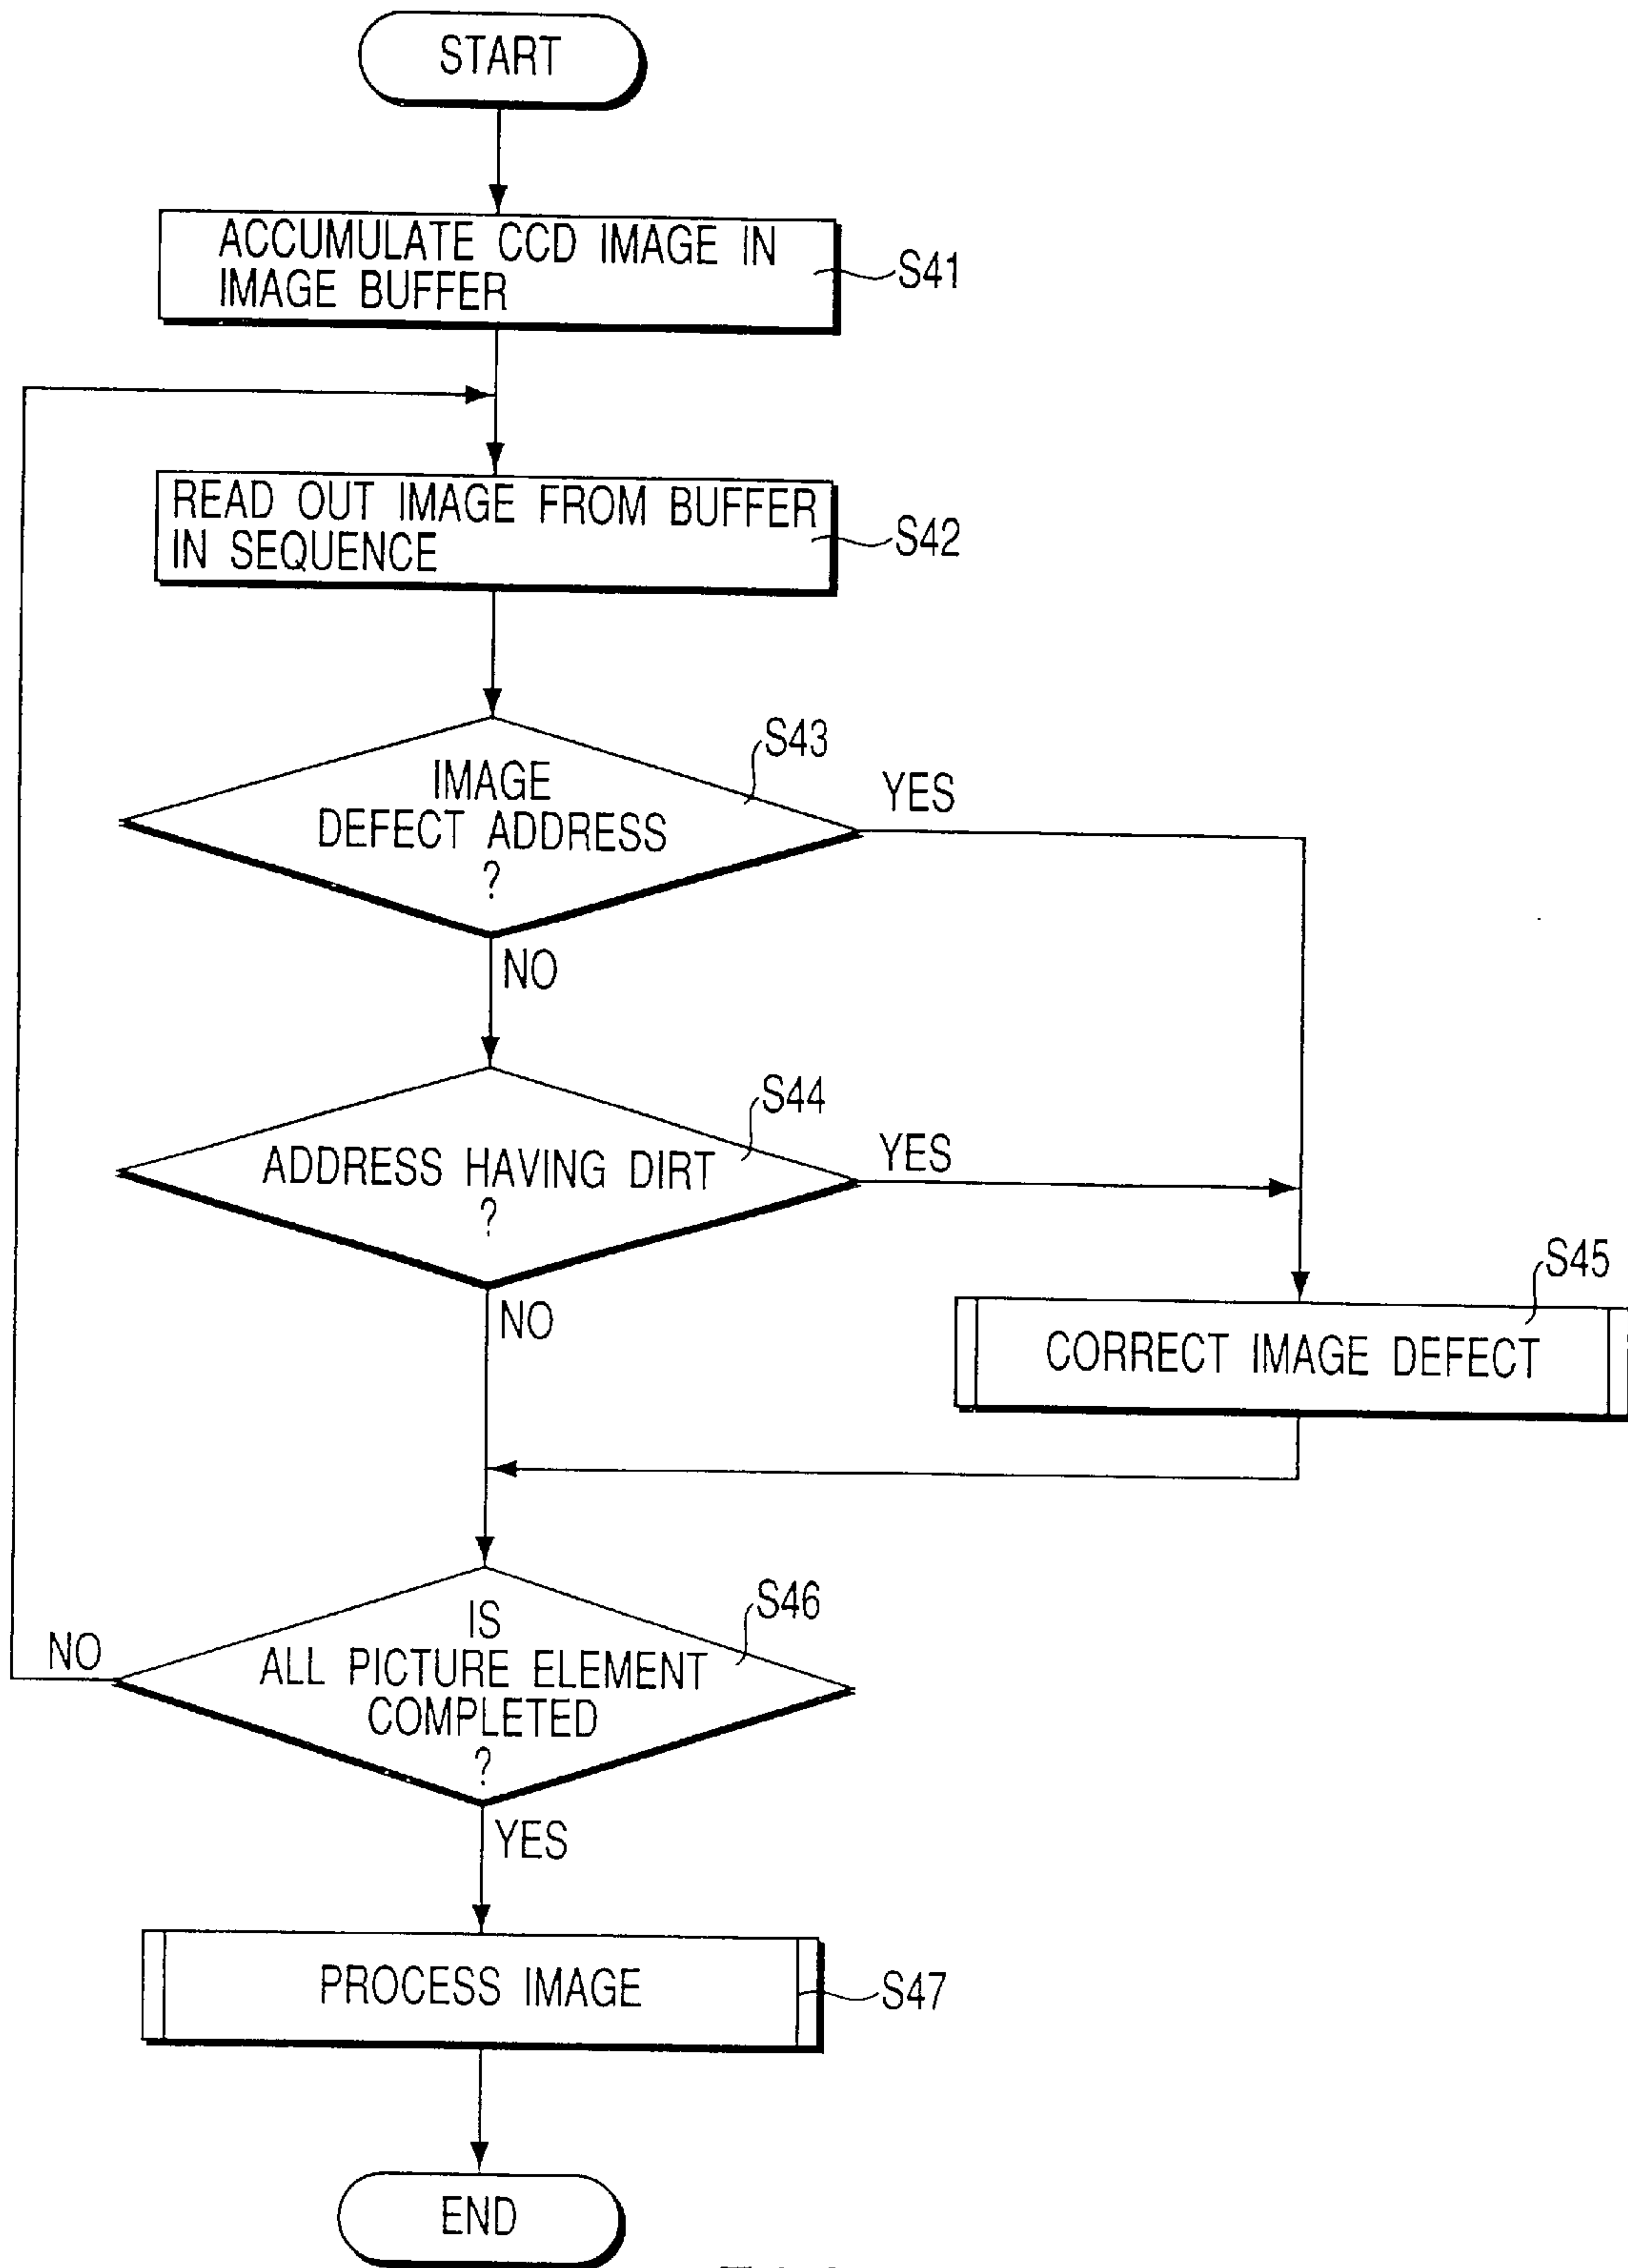 START
ACCUMULATE CCD IMAGE IN
IMAGE BUFFER
S41
READ OUT IMAGE FROM BUFFER
IN SEQUENCE
S42
S43
IMAGE
DEFECT ADDRESS
?
YES
NO
S44
ADDRESS HAVING DIRT
?
YES
NO
S45
CORRECT IMAGE DEFECT
S46
IS
ALL PICTURE ELEMENT
COMPLETED
?
NO
YES
PROCESS IMAGE
S47
END